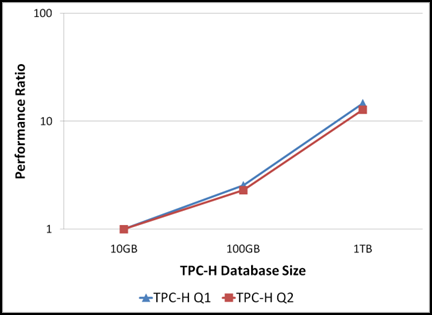 100
10
1
Performance Ratio
10GB 100GB 1TB
TPC-H Database Size
TPC-H Q1 TPC-H Q2